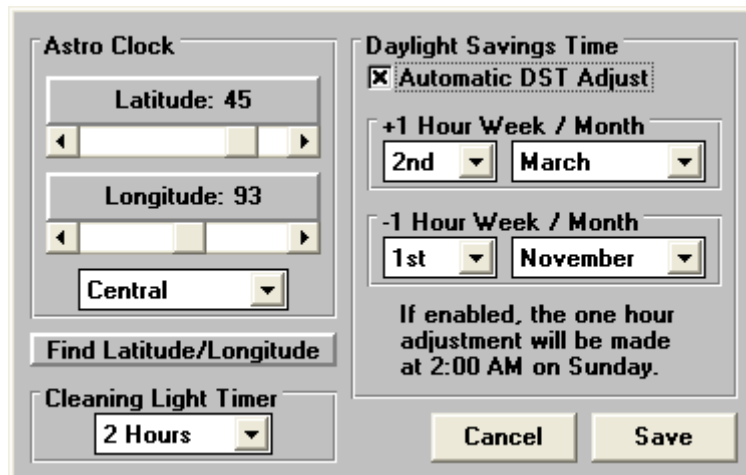 Astro Clock
Latitude: 45
Longitude: 93
Central
Find Latitude/Longitude
Cleaning Light Timer
2 Hours
Daylight Savings Time
Automatic DST Adjust
+1 Hour Week / Month
2nd March
-1 Hour Week / Month
1st November
If enabled, the one hour
adjustment will be made
at 2:00 AM on Sunday.
Cancel Save